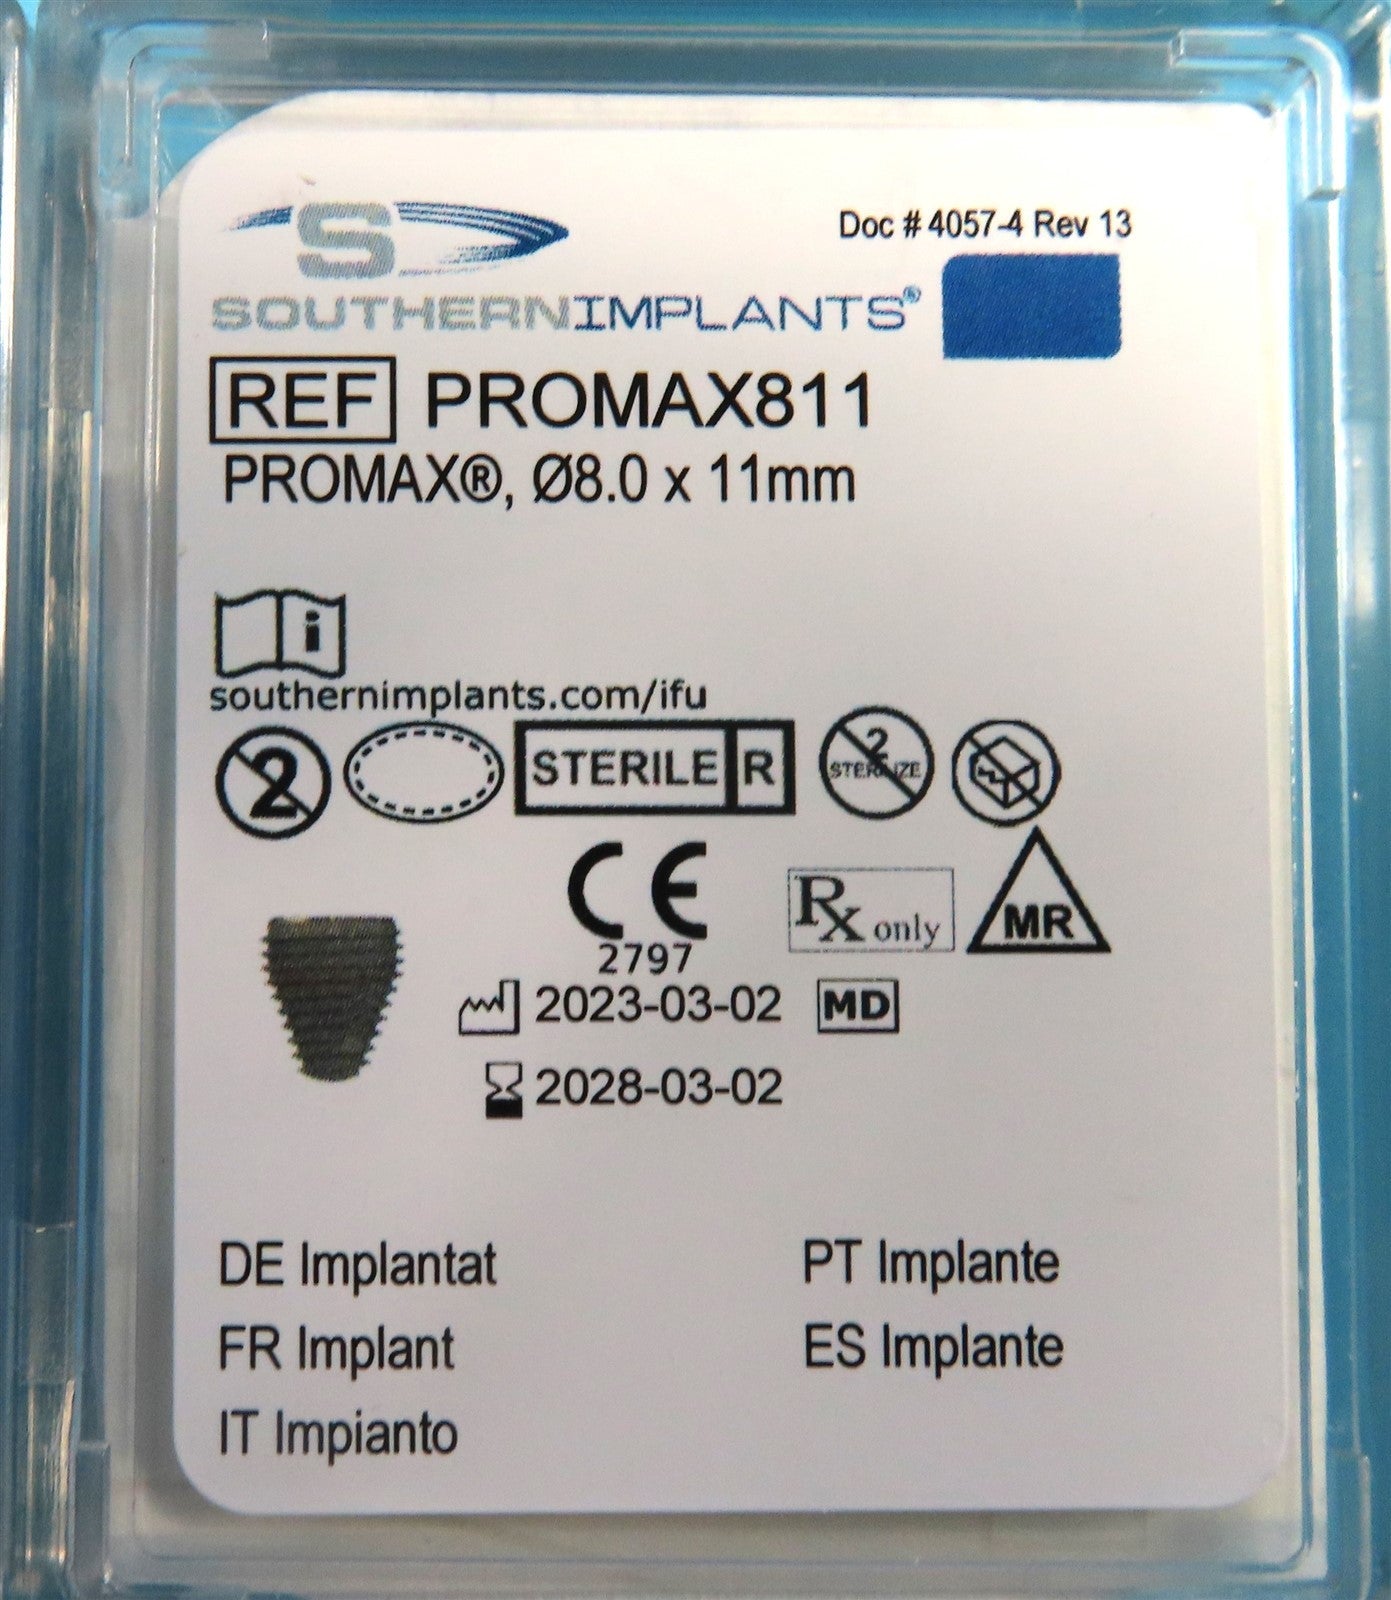 Doc # 4057-4 Rev 13
S
SOUTHERNIMPLANTS®
REF PROMAX811
PROMAX®, Ø8.0 x 11mm
i
southernimplants.com/ifu
2 STERILE R 2 STERILIZE
CE Rx only MR
2797
2023-03-02 MD
2028-03-02
DE Implantat PT Implante
FR Implant ES Implante
IT Impianto